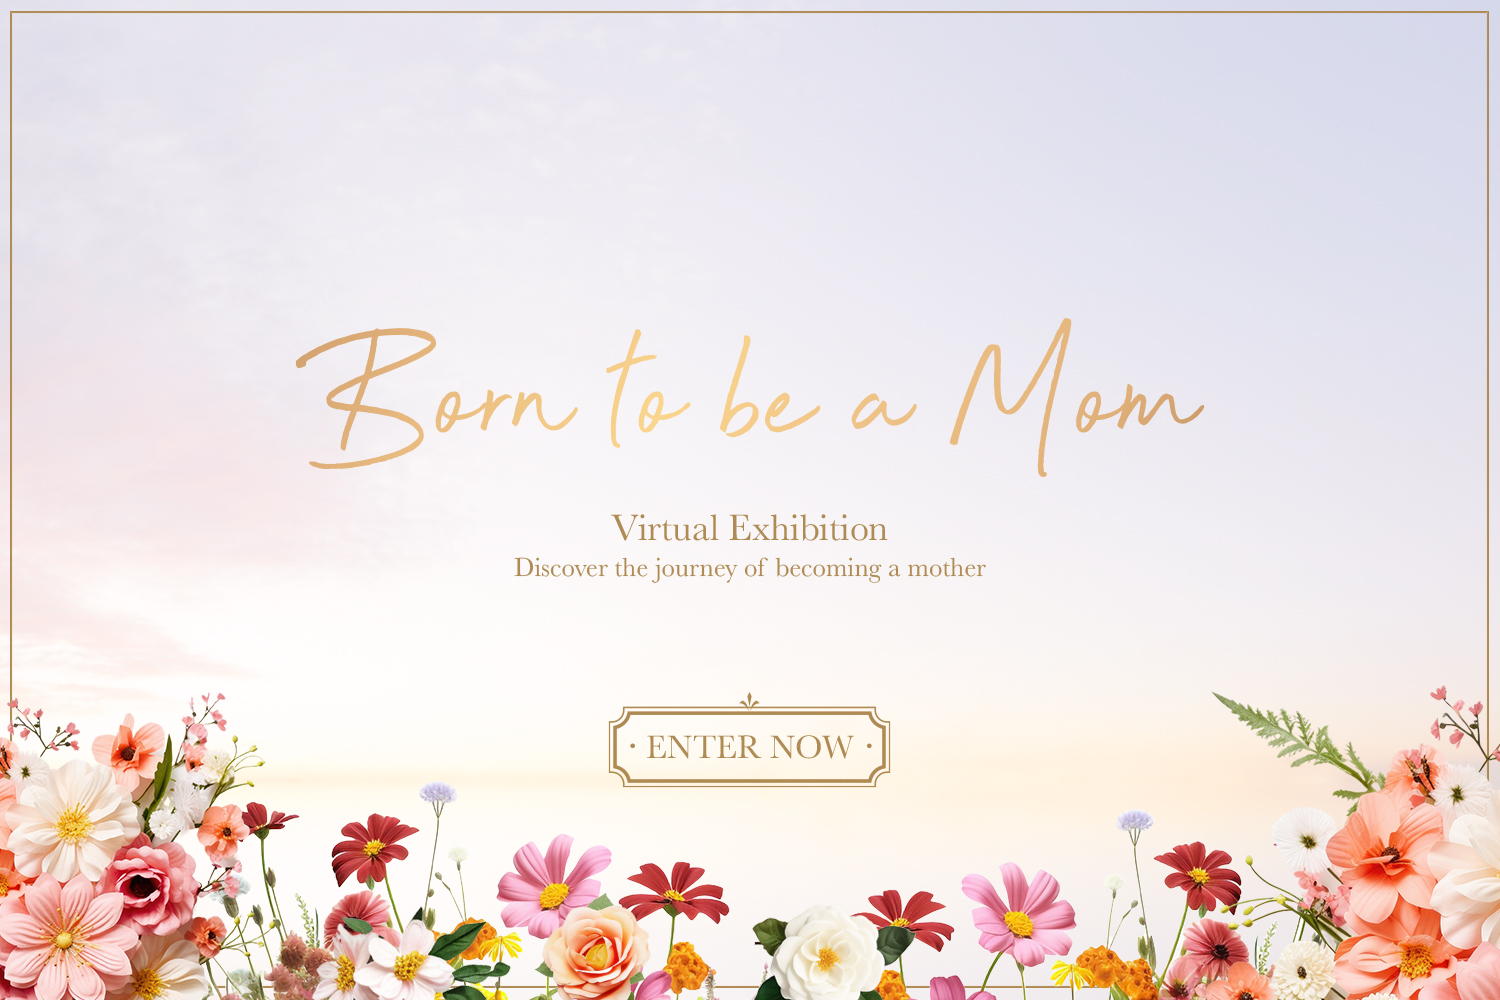 Born to be a Mom
Virtual Exhibition
Discover the journey of becoming a mother
· ENTER NOW ·